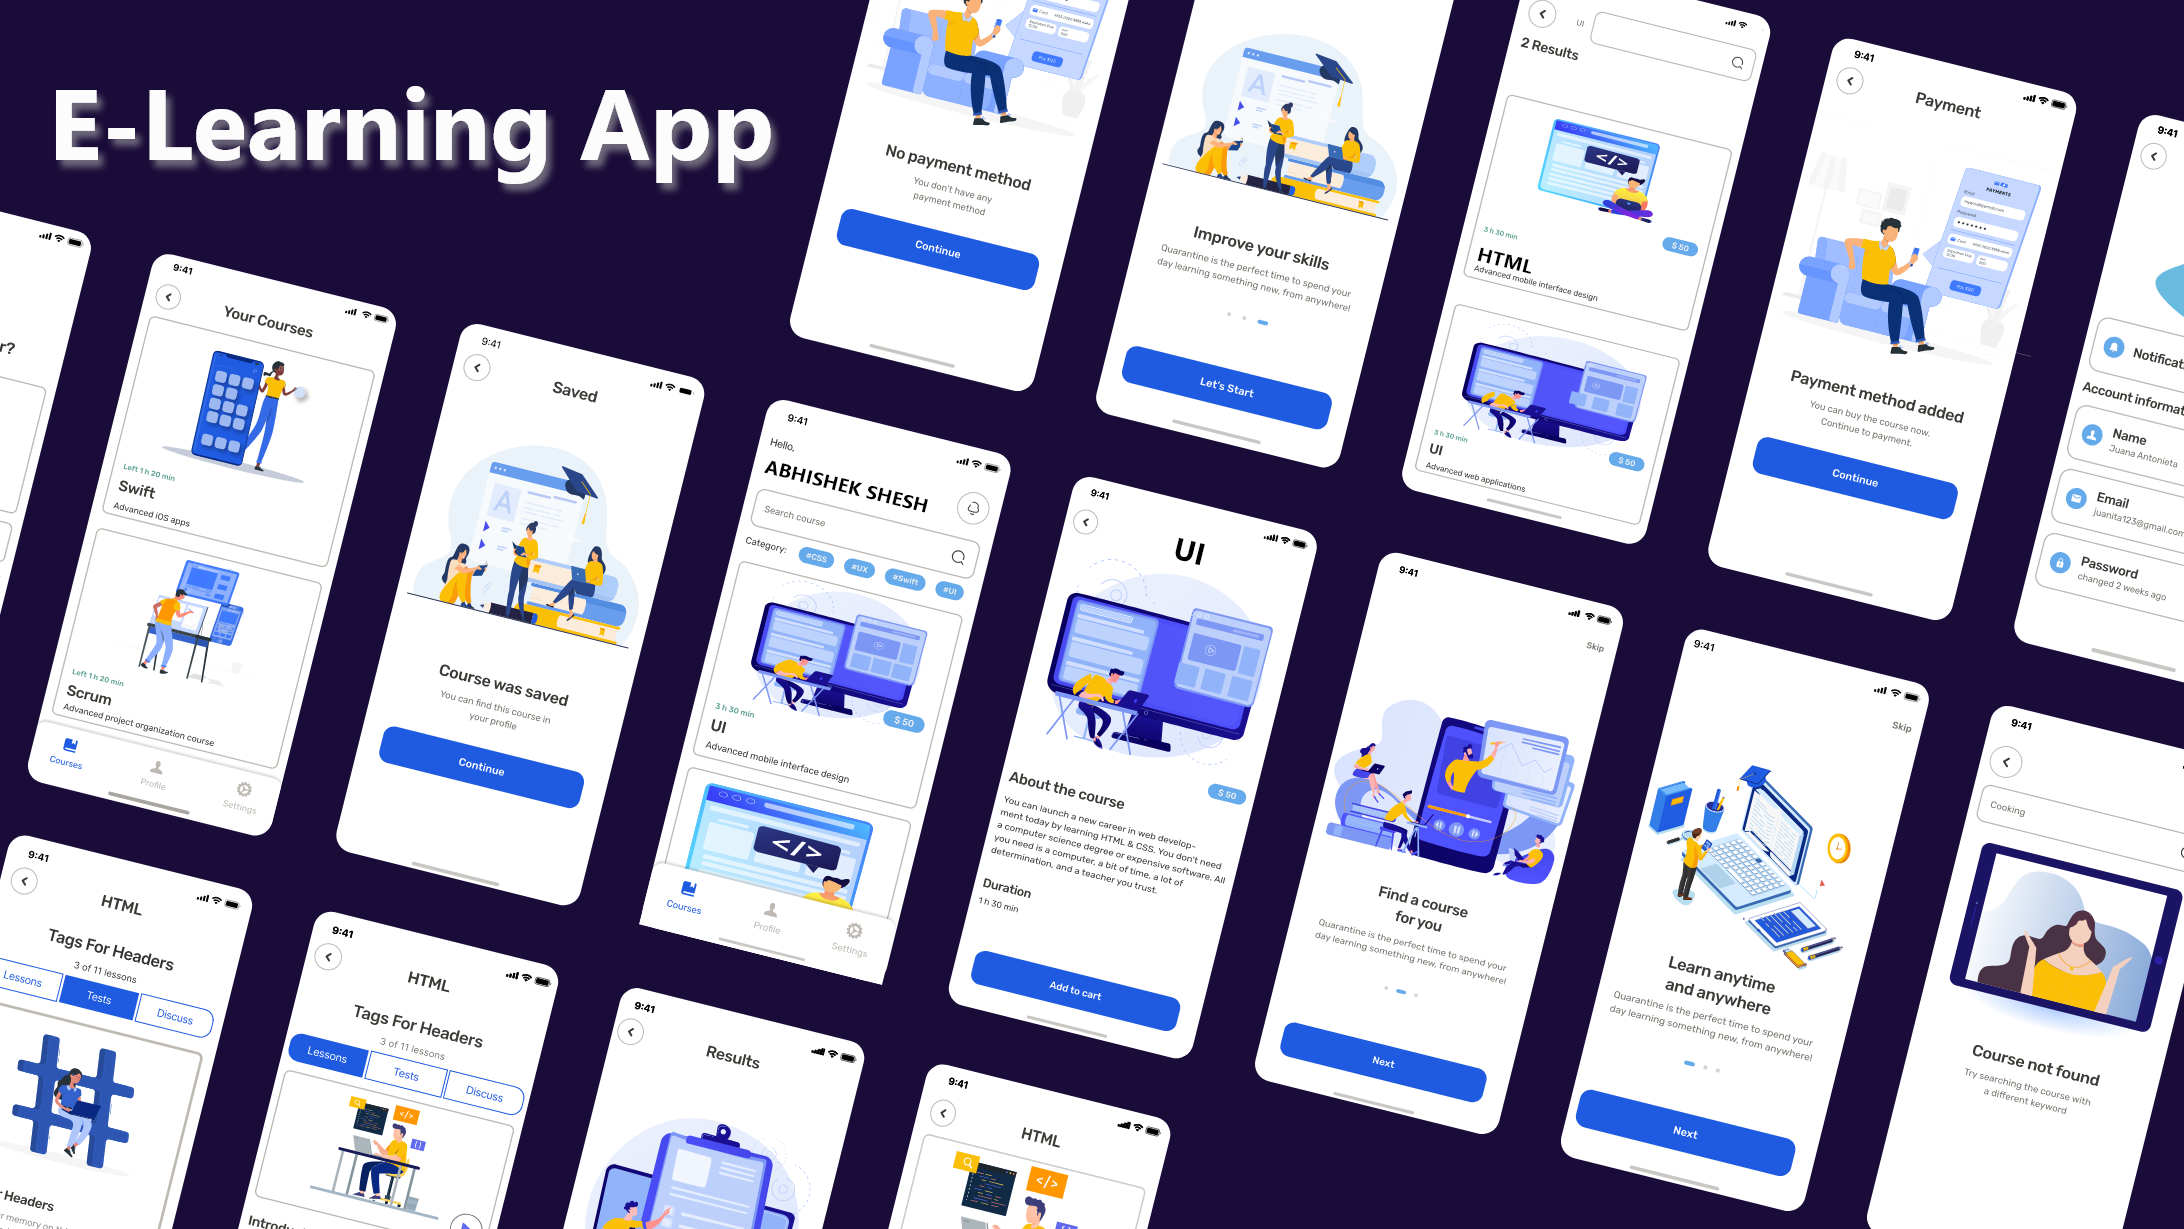 E-Learning App
No payment method
You don't have any
payment method
Continue
Improve your skills
Quarantine is the perfect time to spend your
day learning something new, from anywhere!
Let's Start
UI
2 Results
3 h 30 min
$ 50
HTML
Advanced mobile interface design
3 h 30 min
$ 50
UI
Advanced web applications
9:41
Payment
PAYMENTS
Payment method added
You can buy the course now.
Continue to payment.
Continue
9:41
Account
Name
Juana Antonieta
Email
Password
changed 2 weeks ago
9:41
Your Courses
Left 1 h 20 min
Swift
Advanced iOS apps
Left 1 h 20 min
Scrum
Advanced project organization course
Courses
Profile
Settings
9:41
Saved
A
Course was saved
You can find this course in
your profile
Continue
9:41
Hello,
ABHISHEK SHESH
Search course
Category: #CSS #UX #Swift #UI
3 h 30 min
$ 50
UI
Advanced mobile interface design
</>
Courses
Profile
Settings
9:41
UI
$ 50
About the course
You can launch a new career in web develop-
ment today by learning HTML & CSS. You don't need
a computer science degree or expensive software. All
you need is a computer, a bit of time, a lot of
determination, and a teacher you trust.
Duration
1 h 30 min
Add to cart
9:41
Skip
Find a course
for you
Quarantine is the perfect time to spend your
day learning something new, from anywhere!
Next
9:41
Skip
Learn anytime
and anywhere
Quarantine is the perfect time to spend your
day learning something new, from anywhere!
Next
9:41
Cooking
Course not found
Try searching the course with
a different keyword
9:41
HTML
Tags For Headers
3 of 11 lessons
Lessons
Tests
Discuss
Headers
9:41
HTML
Tags For Headers
3 of 11 lessons
Lessons
Tests
Discuss
</>
9:41
Results
9:41
HTML
</>